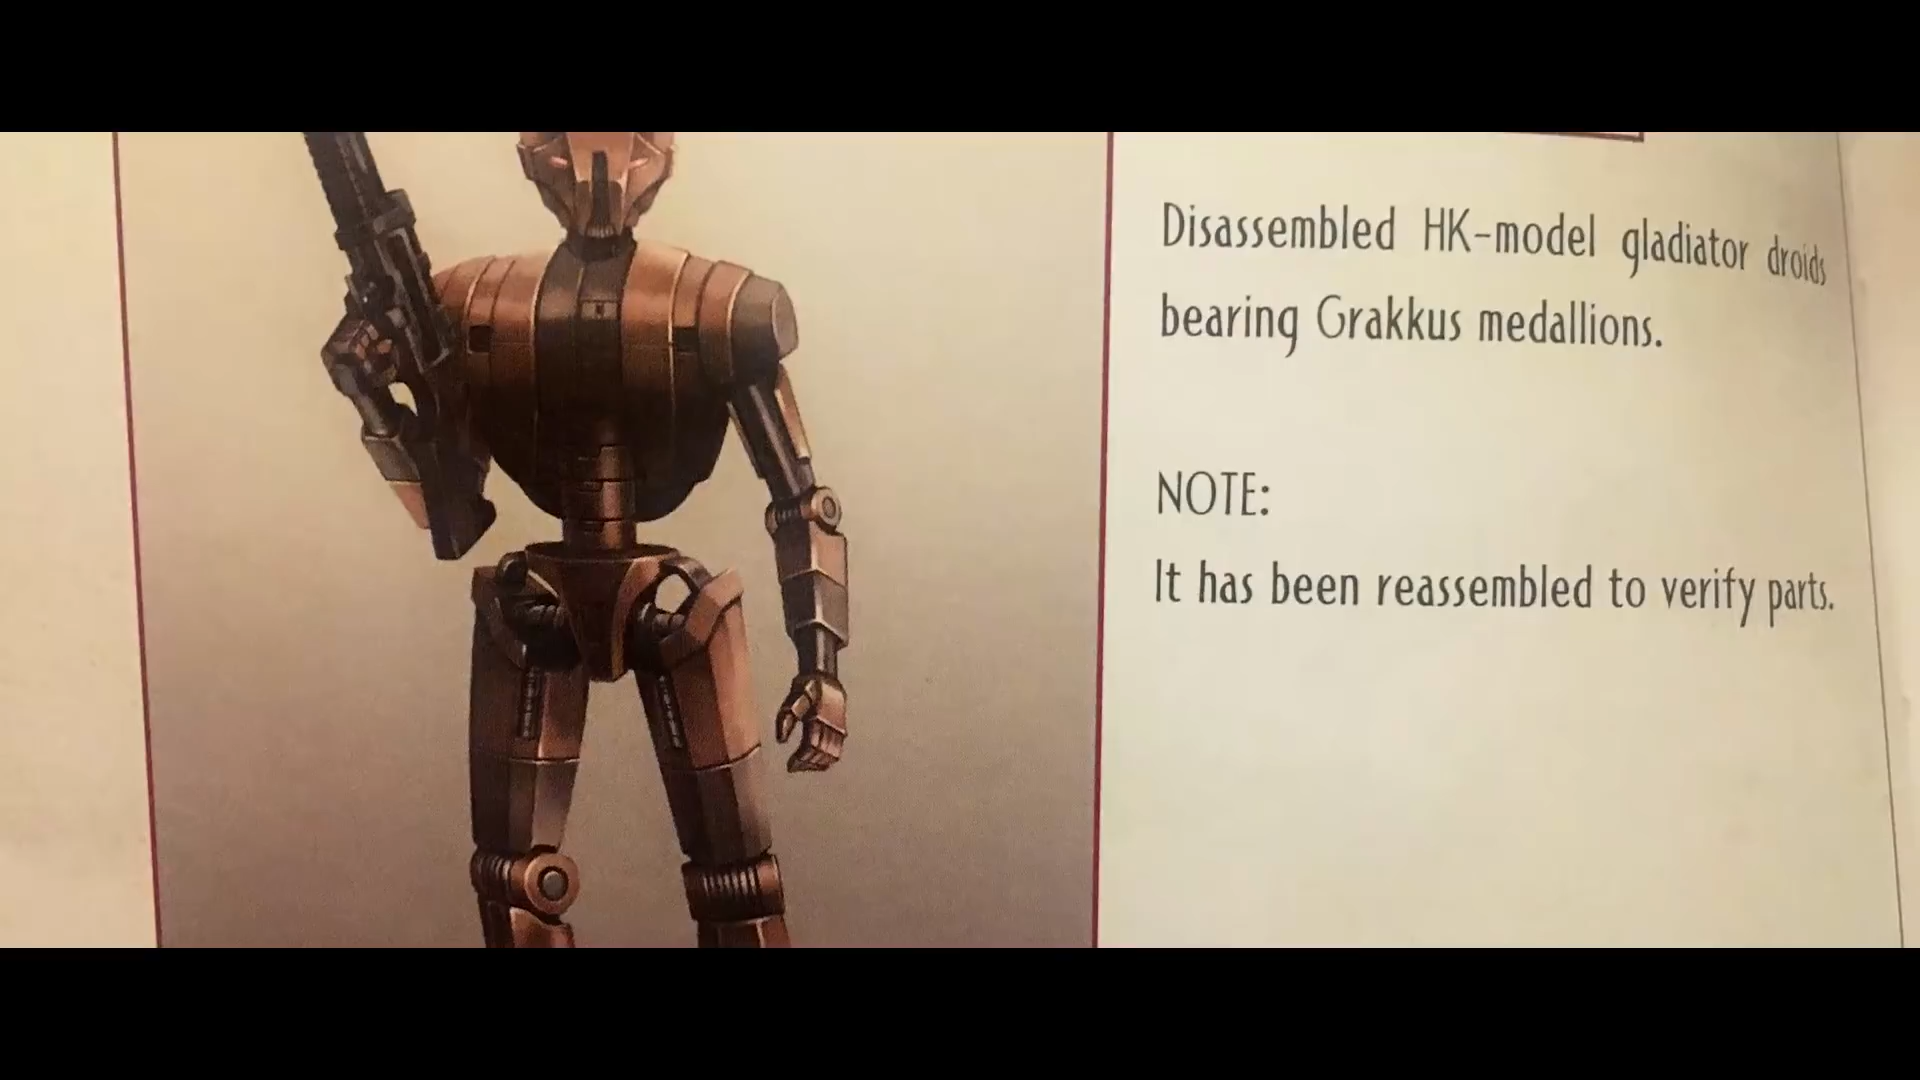 Disassembled HK-model gladiator droids
bearing Grakkus medallions.
NOTE:
It has been reassembled to verify parts.